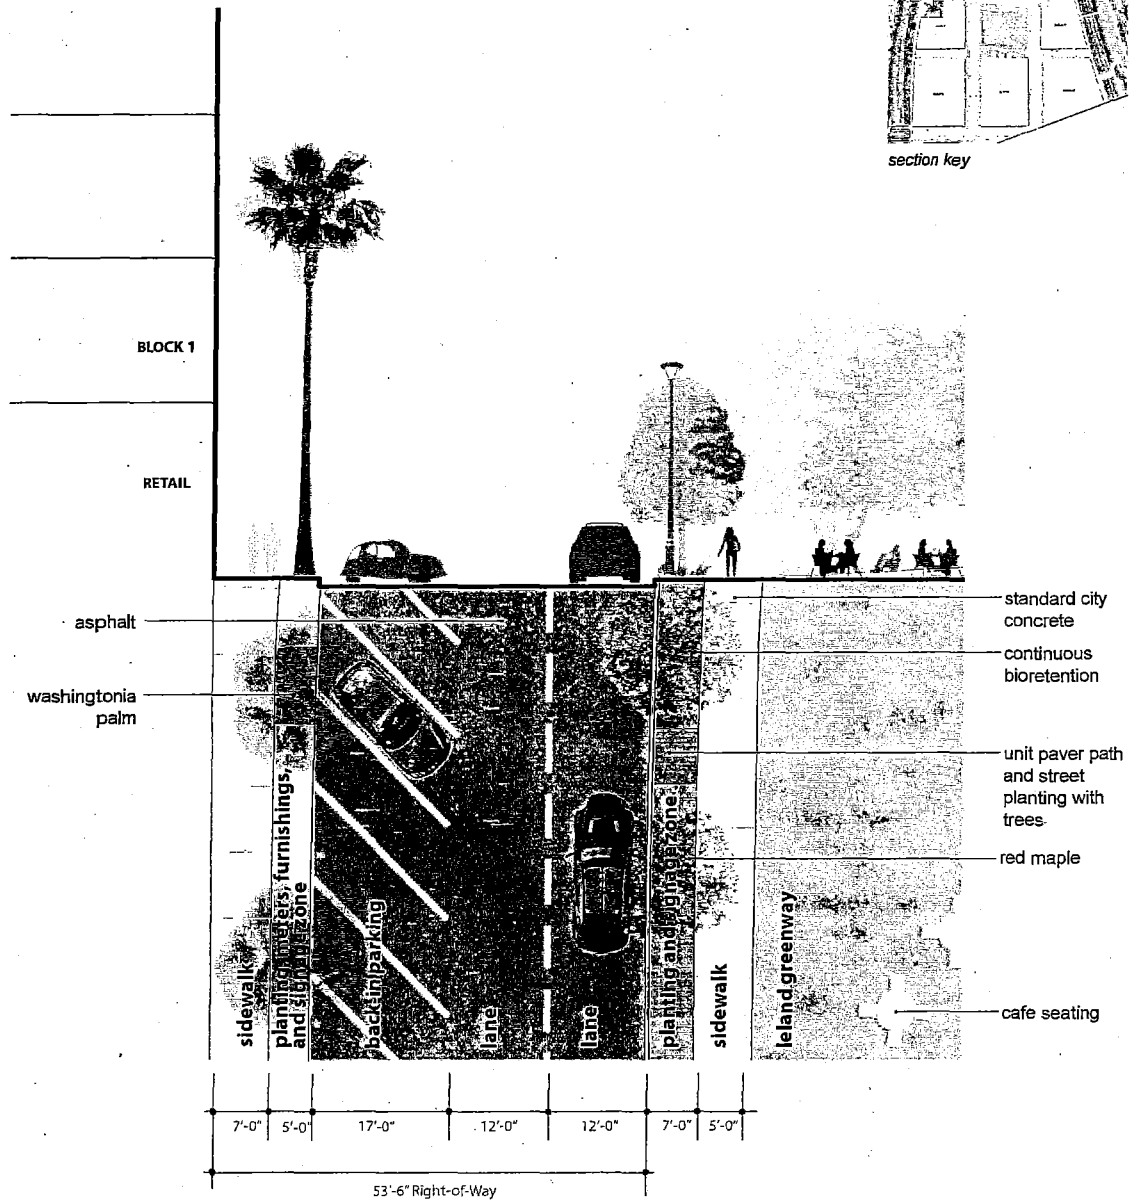 section key
BLOCK 1
RETAIL
asphalt
washingtonia
palm
standard city
concrete
continuous
bioretention
unit paver path
and street
planting with
trees
red maple
cafe seating
sidewalk
planting, meters, furnishings,
and signage zone
back-in parking
lane
lane
planting and signage zone
sidewalk
leland greenway
7'-0"
5'-0"
17'-0"
12'-0"
12'-0"
7'-0"
5'-0"
53'-6" Right-of-Way